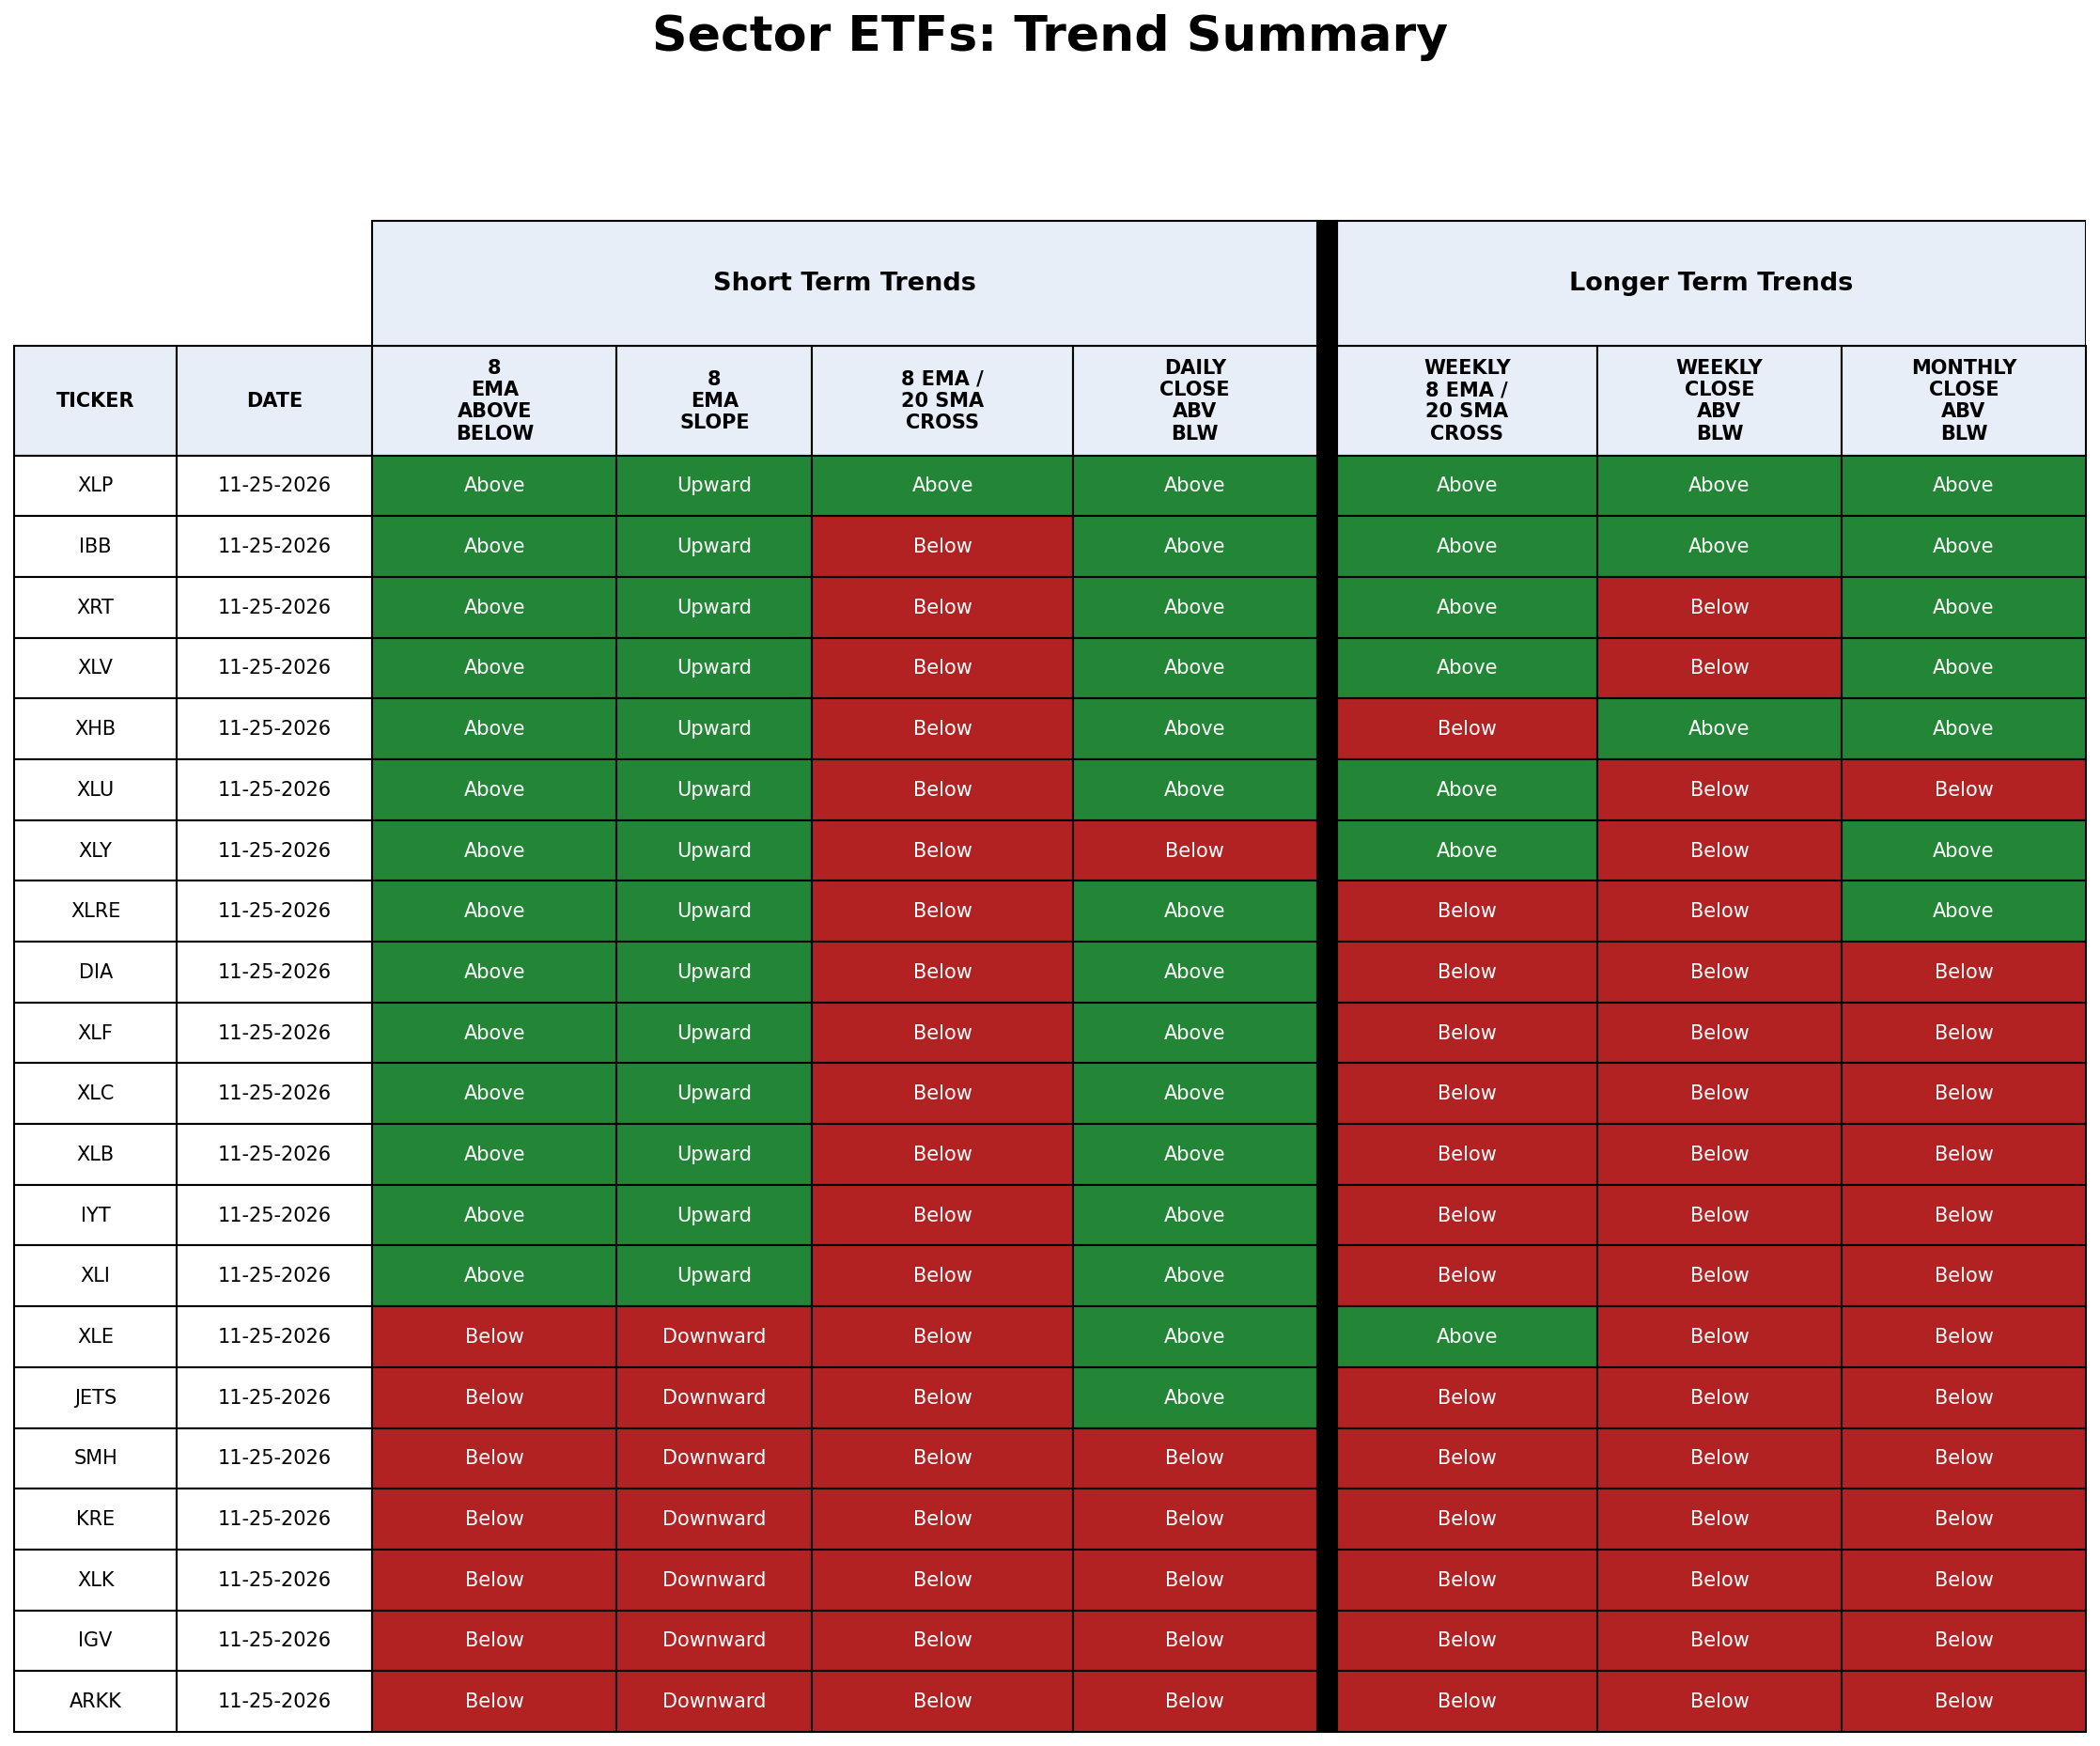 Sector ETFs: Trend Summary
Short Term Trends Longer Term Trends
TICKER DATE 8 EMA ABOVE BELOW 8 EMA SLOPE 8 EMA / 20 SMA CROSS DAILY CLOSE ABV BLW WEEKLY 8 EMA / 20 SMA CROSS WEEKLY CLOSE ABV BLW MONTHLY CLOSE ABV BLW
XLP 11-25-2026 Above Upward Above Above Above Above Above
IBB 11-25-2026 Above Upward Below Above Above Above Above
XRT 11-25-2026 Above Upward Below Above Above Below Above
XLV 11-25-2026 Above Upward Below Above Above Below Above
XHB 11-25-2026 Above Upward Below Above Below Above Above
XLU 11-25-2026 Above Upward Below Above Above Below Below
XLY 11-25-2026 Above Upward Below Below Above Below Above
XLRE 11-25-2026 Above Upward Below Above Below Below Above
DIA 11-25-2026 Above Upward Below Above Below Below Below
XLF 11-25-2026 Above Upward Below Above Below Below Below
XLC 11-25-2026 Above Upward Below Above Below Below Below
XLB 11-25-2026 Above Upward Below Above Below Below Below
IYT 11-25-2026 Above Upward Below Above Below Below Below
XLI 11-25-2026 Above Upward Below Above Below Below Below
XLE 11-25-2026 Below Downward Below Above Above Below Below
JETS 11-25-2026 Below Downward Below Above Below Below Below
SMH 11-25-2026 Below Downward Below Below Below Below Below
KRE 11-25-2026 Below Downward Below Below Below Below Below
XLK 11-25-2026 Below Downward Below Below Below Below Below
IGV 11-25-2026 Below Downward Below Below Below Below Below
ARKK 11-25-2026 Below Downward Below Below Below Below Below